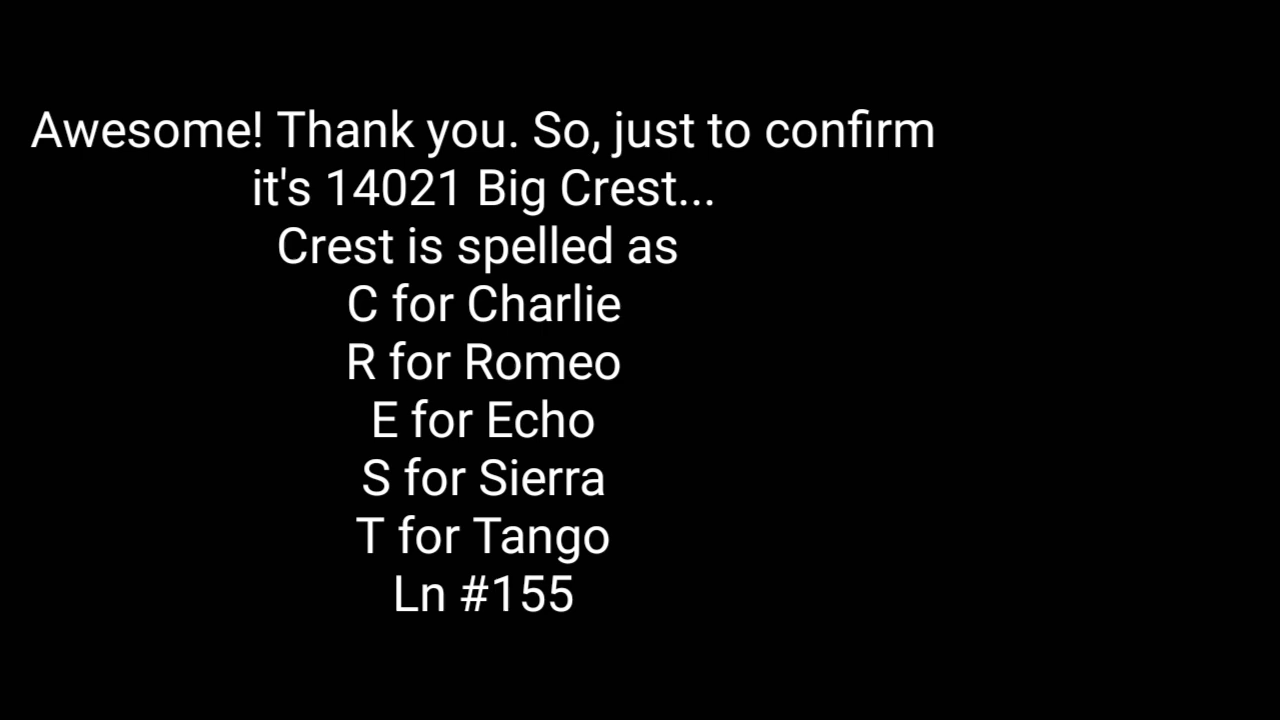 Awesome! Thank you. So, just to confirm
it's 14021 Big Crest...
Crest is spelled as
C for Charlie
R for Romeo
E for Echo
S for Sierra
T for Tango
Ln #155